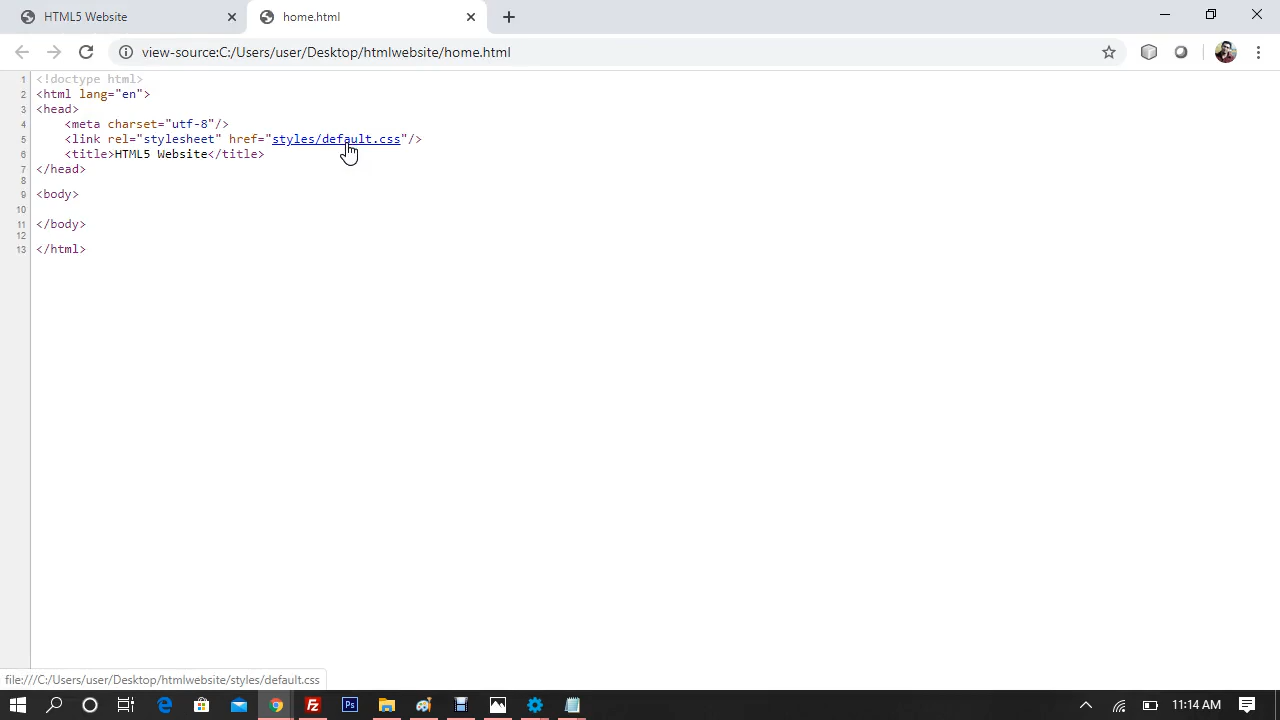 HTML5 Website
home.html
view-source:C:/Users/user/Desktop/htmlwebsite/home.html
1 <!doctype html>
2 <html lang="en">
3 <head>
4     <meta charset="utf-8"/>
5     <link rel="stylesheet" href="styles/default.css"/>
6     <title>HTML5 Website</title>
7 </head>
8
9 <body>
10
11 </body>
12
13 </html>
file:///C:/Users/user/Desktop/htmlwebsite/styles/default.css
e Fz Ps 11:14 AM